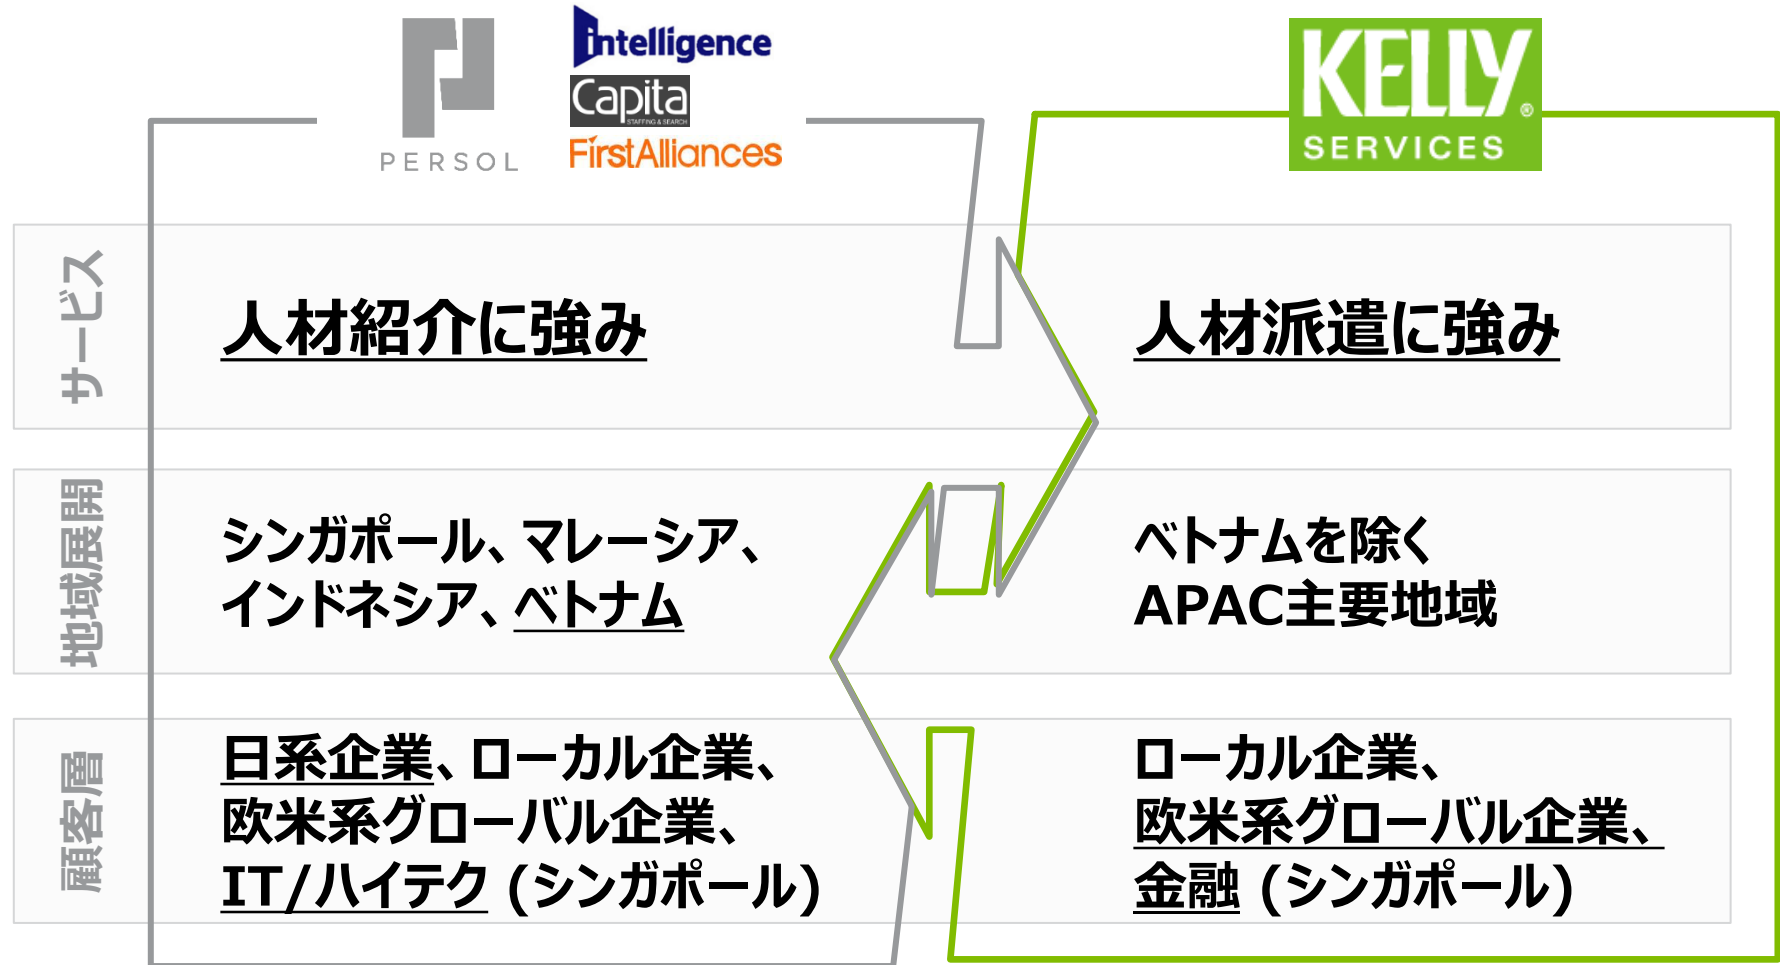 PERSOL
intelligence
Capita
STAFFING & SEARCH
FirstAlliances
KELLY®
SERVICES
サービス
人材紹介に強み
人材派遣に強み
地域展開
シンガポール、マレーシア、
インドネシア、ベトナム
ベトナムを除く
APAC主要地域
顧客層
日系企業、ローカル企業、
欧米系グローバル企業、
IT/ハイテク (シンガポール)
ローカル企業、
欧米系グローバル企業、
金融 (シンガポール)